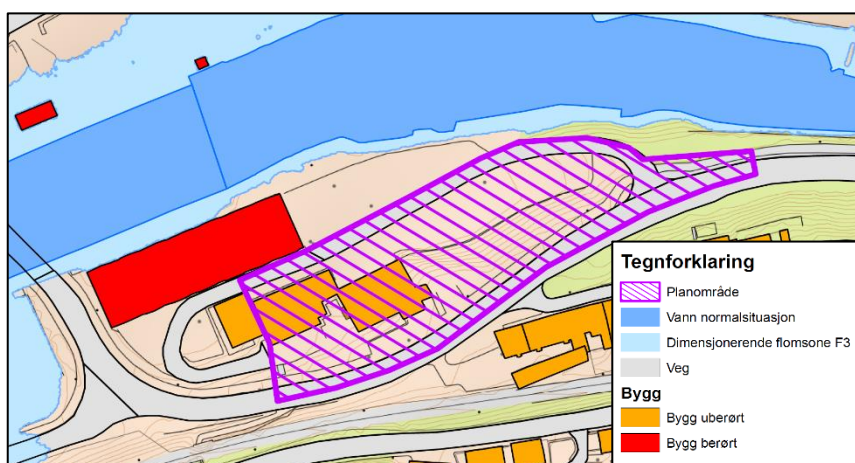 Tegnforklaring
Planområde
Vann normalsituasjon
Dimensjonerende flomsone F3
Veg
Bygg
Bygg uberørt
Bygg berørt